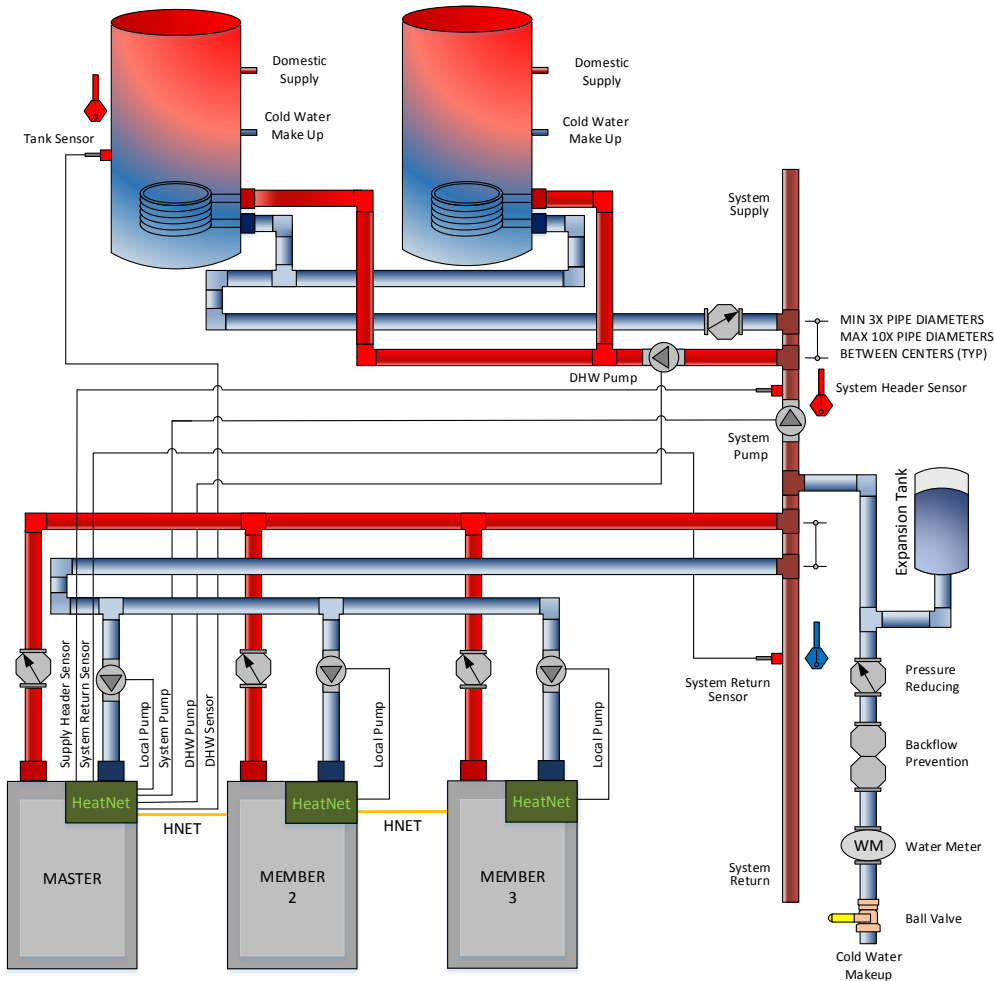 Domestic
Supply
Cold Water
Make Up
Tank Sensor
Domestic
Supply
Cold Water
Make Up
System
Supply
MIN 3X PIPE DIAMETERS
MAX 10X PIPE DIAMETERS
BETWEEN CENTERS (TYP)
DHW Pump
System Header Sensor
System
Pump
Expansion Tank
Supply Header Sensor
System Return Sensor
Local Pump
System Pump
DHW Pump
DHW Sensor
Local Pump
Local Pump
System Return
Sensor
Pressure
Reducing
Backflow
Prevention
WM
Water Meter
Ball Valve
Cold Water
Makeup
System
Return
HeatNet
MASTER
HNET
HeatNet
MEMBER
2
HNET
HeatNet
MEMBER
3